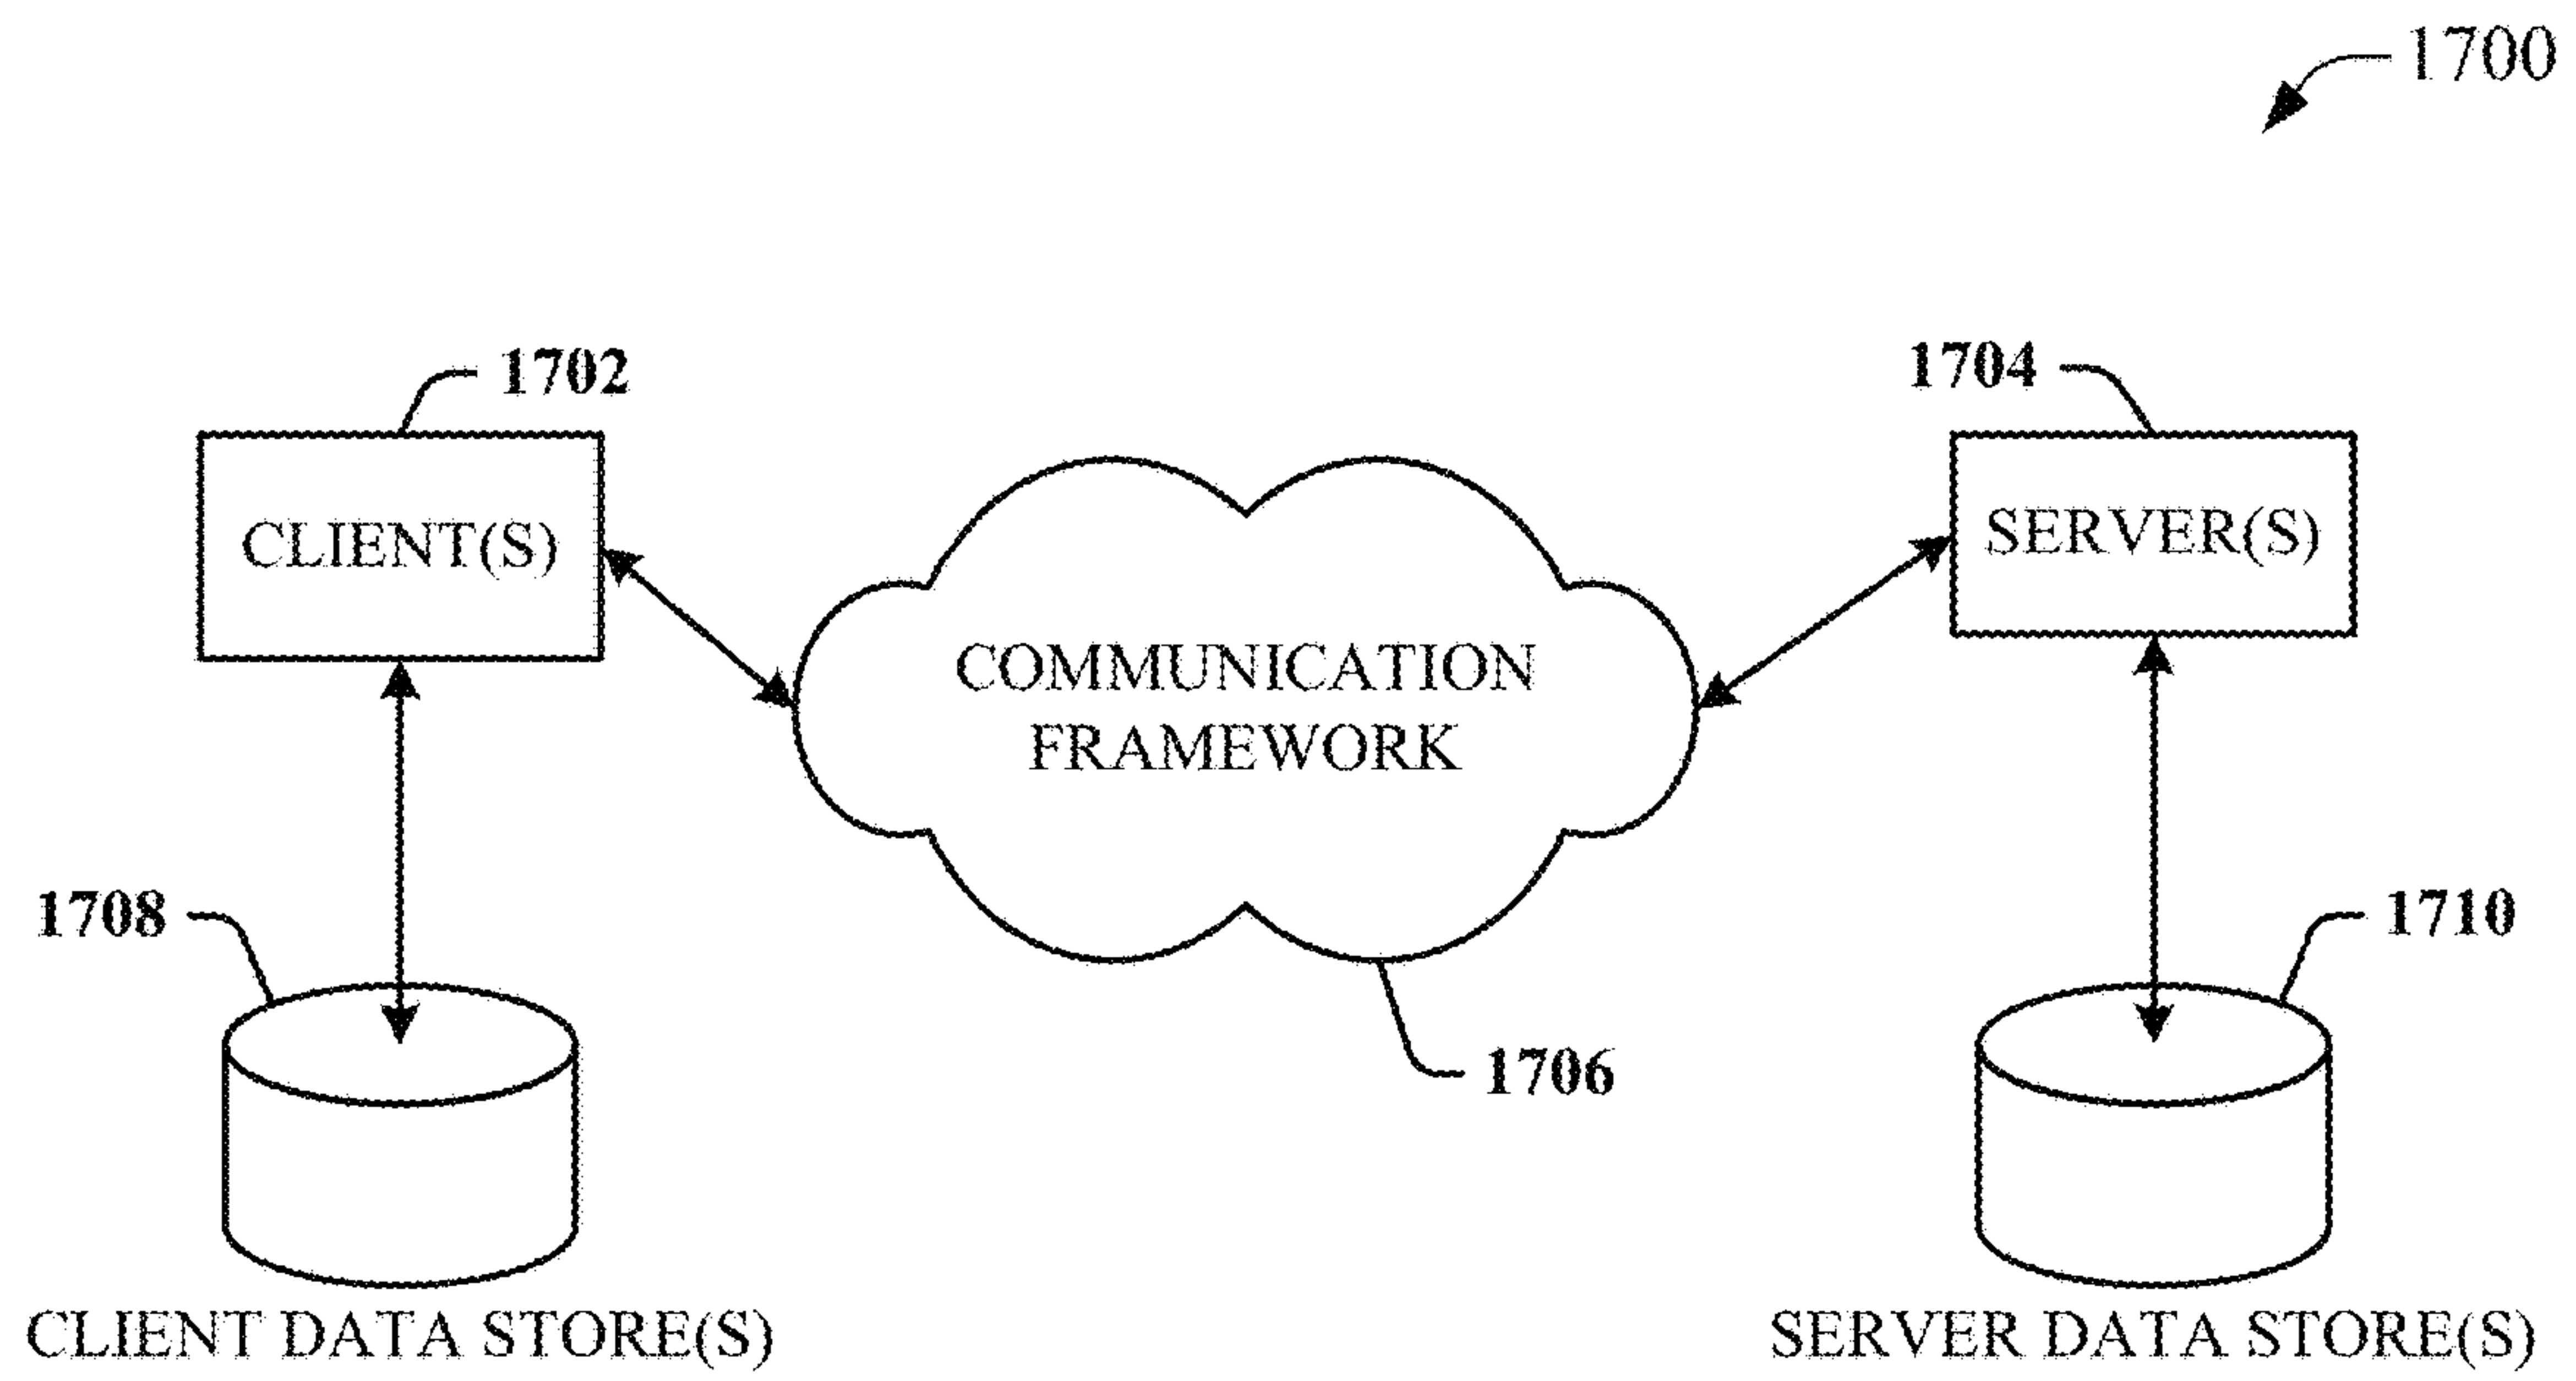 1700
1702
1704
CLIENT(S)
SERVER(S)
COMMUNICATION
FRAMEWORK
1708
1710
1706
CLIENT DATA STORE(S)
SERVER DATA STORE(S)